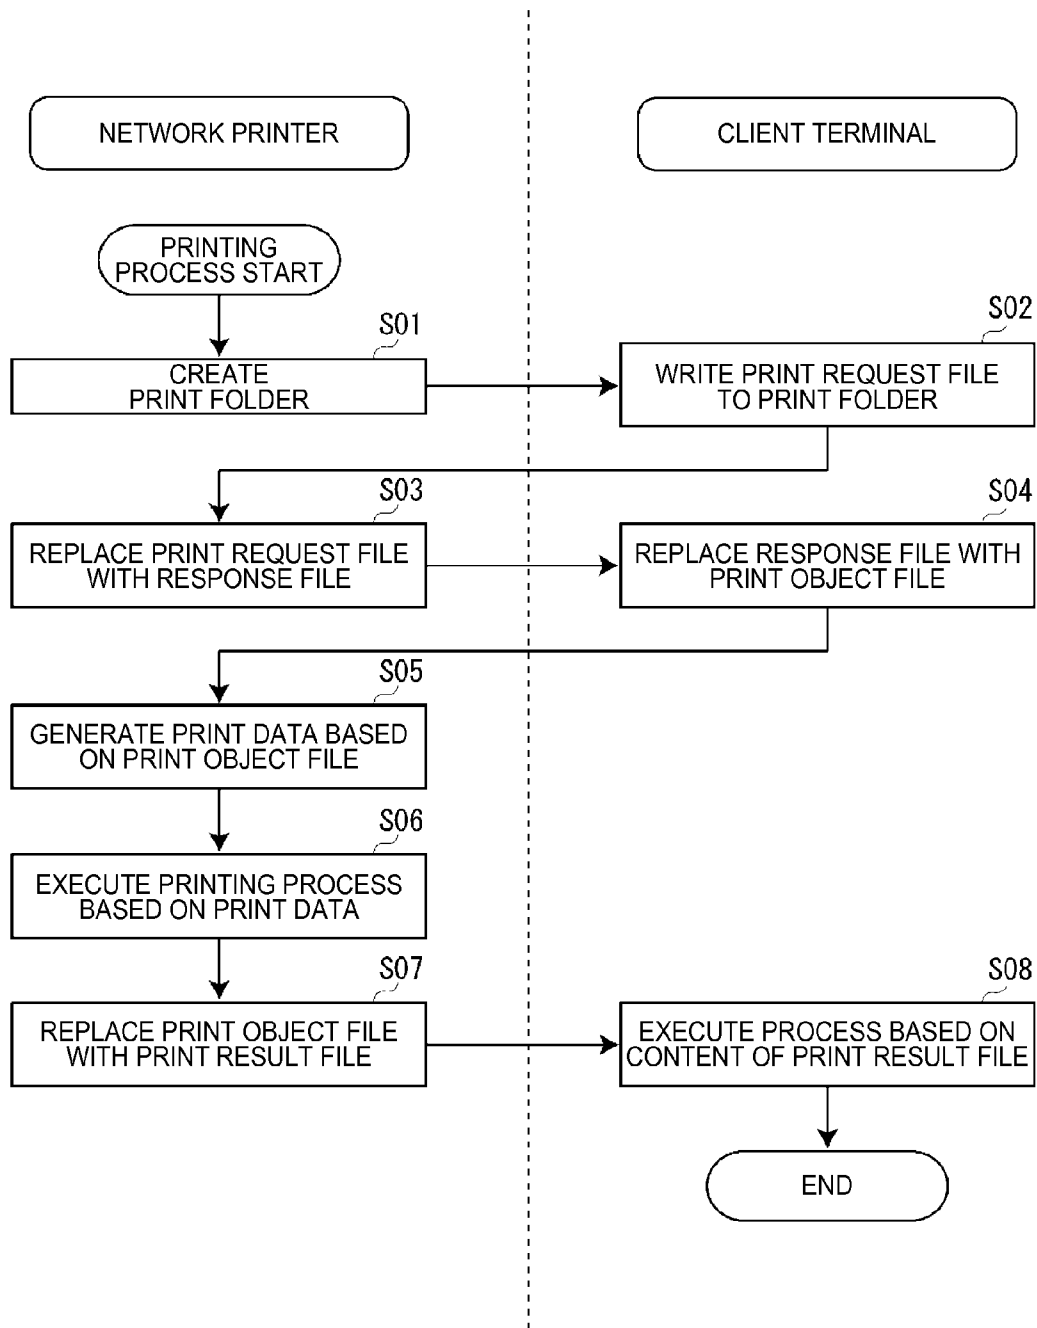 NETWORK PRINTER
CLIENT TERMINAL
PRINTING
PROCESS START
S01
CREATE
PRINT FOLDER
S02
WRITE PRINT REQUEST FILE
TO PRINT FOLDER
S03
REPLACE PRINT REQUEST FILE
WITH RESPONSE FILE
S04
REPLACE RESPONSE FILE WITH
PRINT OBJECT FILE
S05
GENERATE PRINT DATA BASED
ON PRINT OBJECT FILE
S06
EXECUTE PRINTING PROCESS
BASED ON PRINT DATA
S07
REPLACE PRINT OBJECT FILE
WITH PRINT RESULT FILE
S08
EXECUTE PROCESS BASED ON
CONTENT OF PRINT RESULT FILE
END